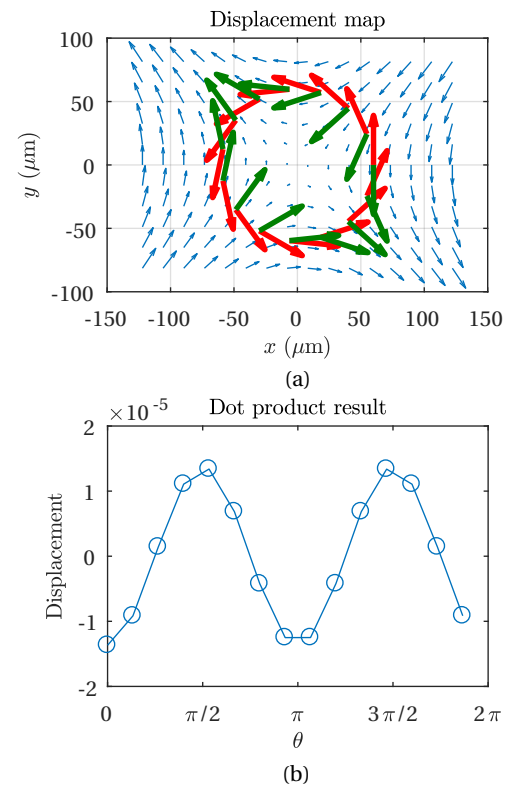 Displacement map
100
50
0
-50
-100
y (μm)
-150 -100 -50 0 50 100 150
x (μm)
(a)
×10⁻⁵ Dot product result
2
1
0
-1
-2
Displacement
0 π/2 π 3π/2 2π
θ
(b)